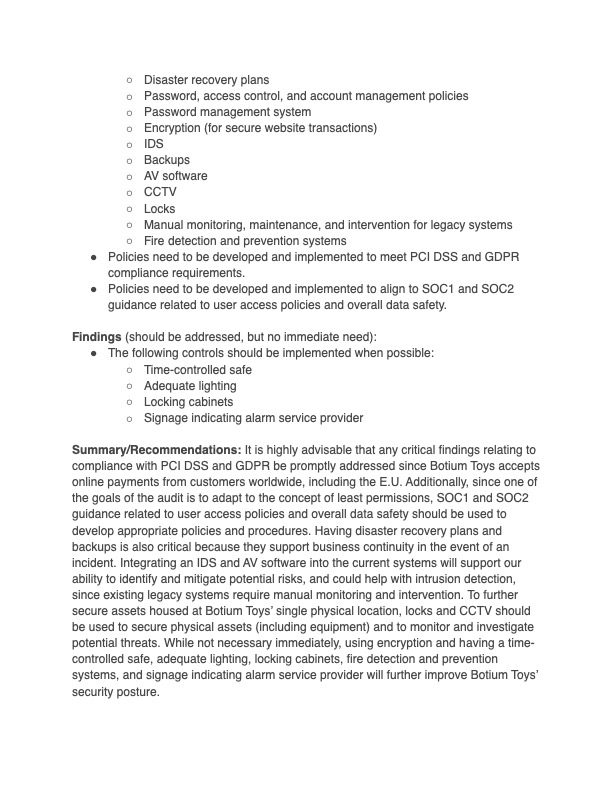 ○ Disaster recovery plans
○ Password, access control, and account management policies
○ Password management system
○ Encryption (for secure website transactions)
○ IDS
○ Backups
○ AV software
○ CCTV
○ Locks
○ Manual monitoring, maintenance, and intervention for legacy systems
○ Fire detection and prevention systems
● Policies need to be developed and implemented to meet PCI DSS and GDPR
compliance requirements.
● Policies need to be developed and implemented to align to SOC1 and SOC2
guidance related to user access policies and overall data safety.
Findings (should be addressed, but no immediate need):
● The following controls should be implemented when possible:
○ Time-controlled safe
○ Adequate lighting
○ Locking cabinets
○ Signage indicating alarm service provider
Summary/Recommendations: It is highly advisable that any critical findings relating to
compliance with PCI DSS and GDPR be promptly addressed since Botium Toys accepts
online payments from customers worldwide, including the E.U. Additionally, since one of
the goals of the audit is to adapt to the concept of least permissions, SOC1 and SOC2
guidance related to user access policies and overall data safety should be used to
develop appropriate policies and procedures. Having disaster recovery plans and
backups is also critical because they support business continuity in the event of an
incident. Integrating an IDS and AV software into the current systems will support our
ability to identify and mitigate potential risks, and could help with intrusion detection,
since existing legacy systems require manual monitoring and intervention. To further
secure assets housed at Botium Toys’ single physical location, locks and CCTV should
be used to secure physical assets (including equipment) and to monitor and investigate
potential threats. While not necessary immediately, using encryption and having a time-
controlled safe, adequate lighting, locking cabinets, fire detection and prevention
systems, and signage indicating alarm service provider will further improve Botium Toys’
security posture.